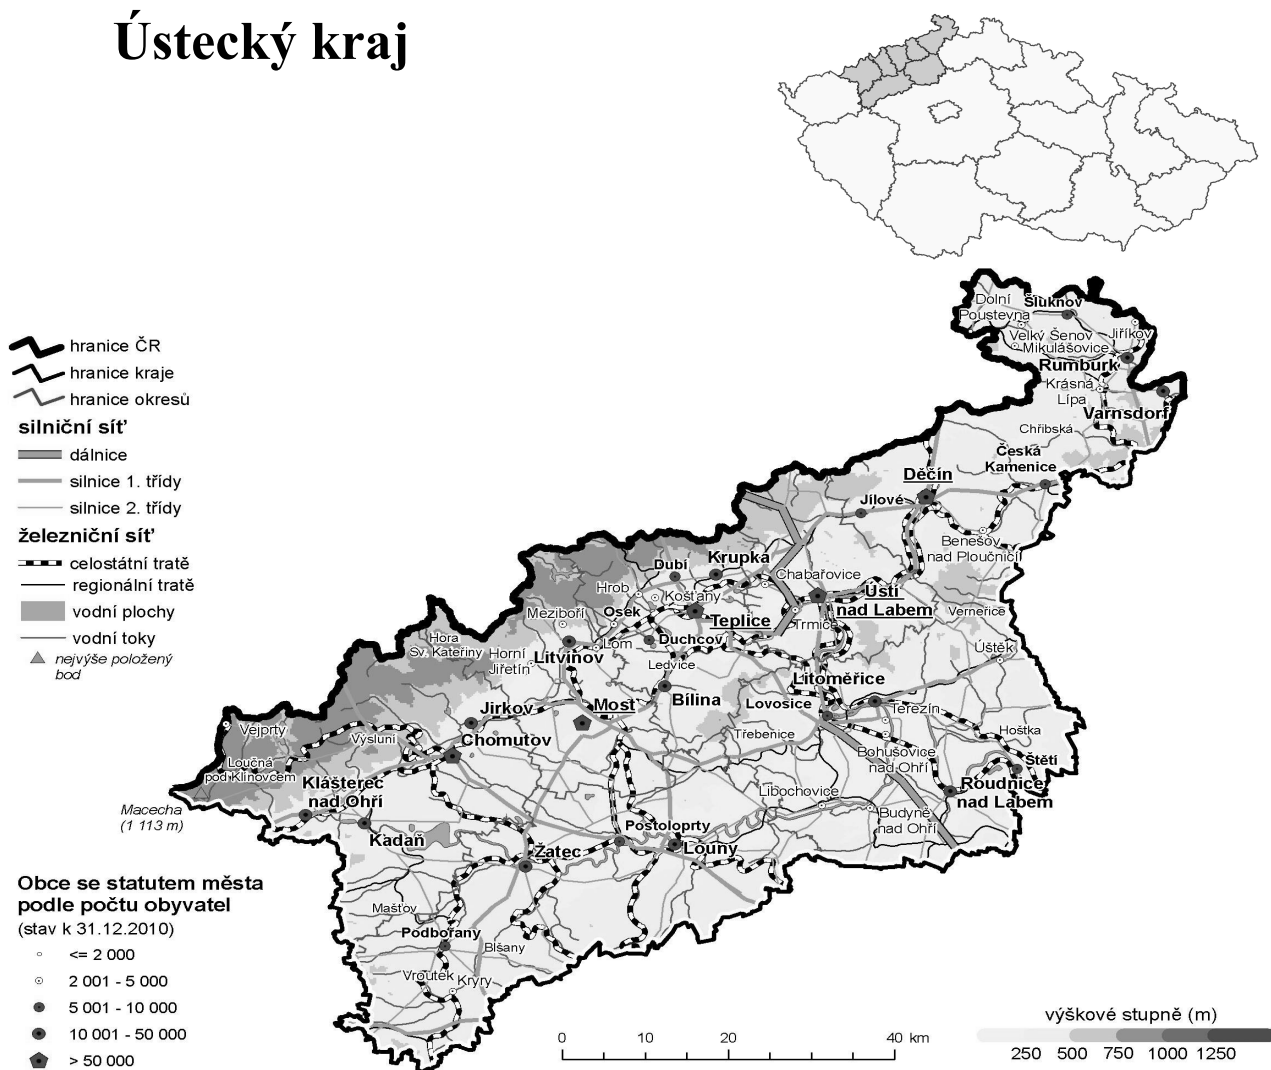 Ústecký kraj
hranice ČR
hranice kraje
hranice okresů
silniční síť
dálnice
silnice 1. třídy
silnice 2. třídy
železniční síť
celostátní tratě
regionální tratě
vodní plochy
vodní toky
nejvýše položený
bod
Dolní
Poustevna
Šluknov
Velký Šenov
Jiříkov
Mikulášovice
Rumburk
Krásná
Lípa
Varnsdorf
Chřibská
Česká
Kamenice
Děčín
Jílové
Benešov
nad Ploučnicí
Krupka
Dubí
Chabařovice
Hrob
Košťany
Ústí
nad Labem
Meziboří
Osek
Teplice
Trmice
Verneřice
Hora
Sv. Kateřiny
Duchcov
Lom
Horní
Jiřetín
Litvínov
Ledvice
Úštěk
Litoměřice
Bílina
Most
Lovosice
Terezín
Jirkov
Vejprty
Výsluní
Chomutov
Třebenice
Hoštka
Bohušovice
nad Ohří
Štětí
Loučná
pod Klínovcem
Klášterec
nad Ohří
Roudnice
nad Labem
Libochovice
Macecha
(1 113 m)
Budyně
nad Ohří
Kadaň
Postoloprty
Louny
Žatec
Mašťov
Podbořany
Blšany
Vroutek
Kryry
Obce se statutem města
podle počtu obyvatel
(stav k 31.12.2010)
<= 2 000
2 001 - 5 000
5 001 - 10 000
10 001 - 50 000
> 50 000
0 10 20 40 km
výškové stupně (m)
250 500 750 1000 1250